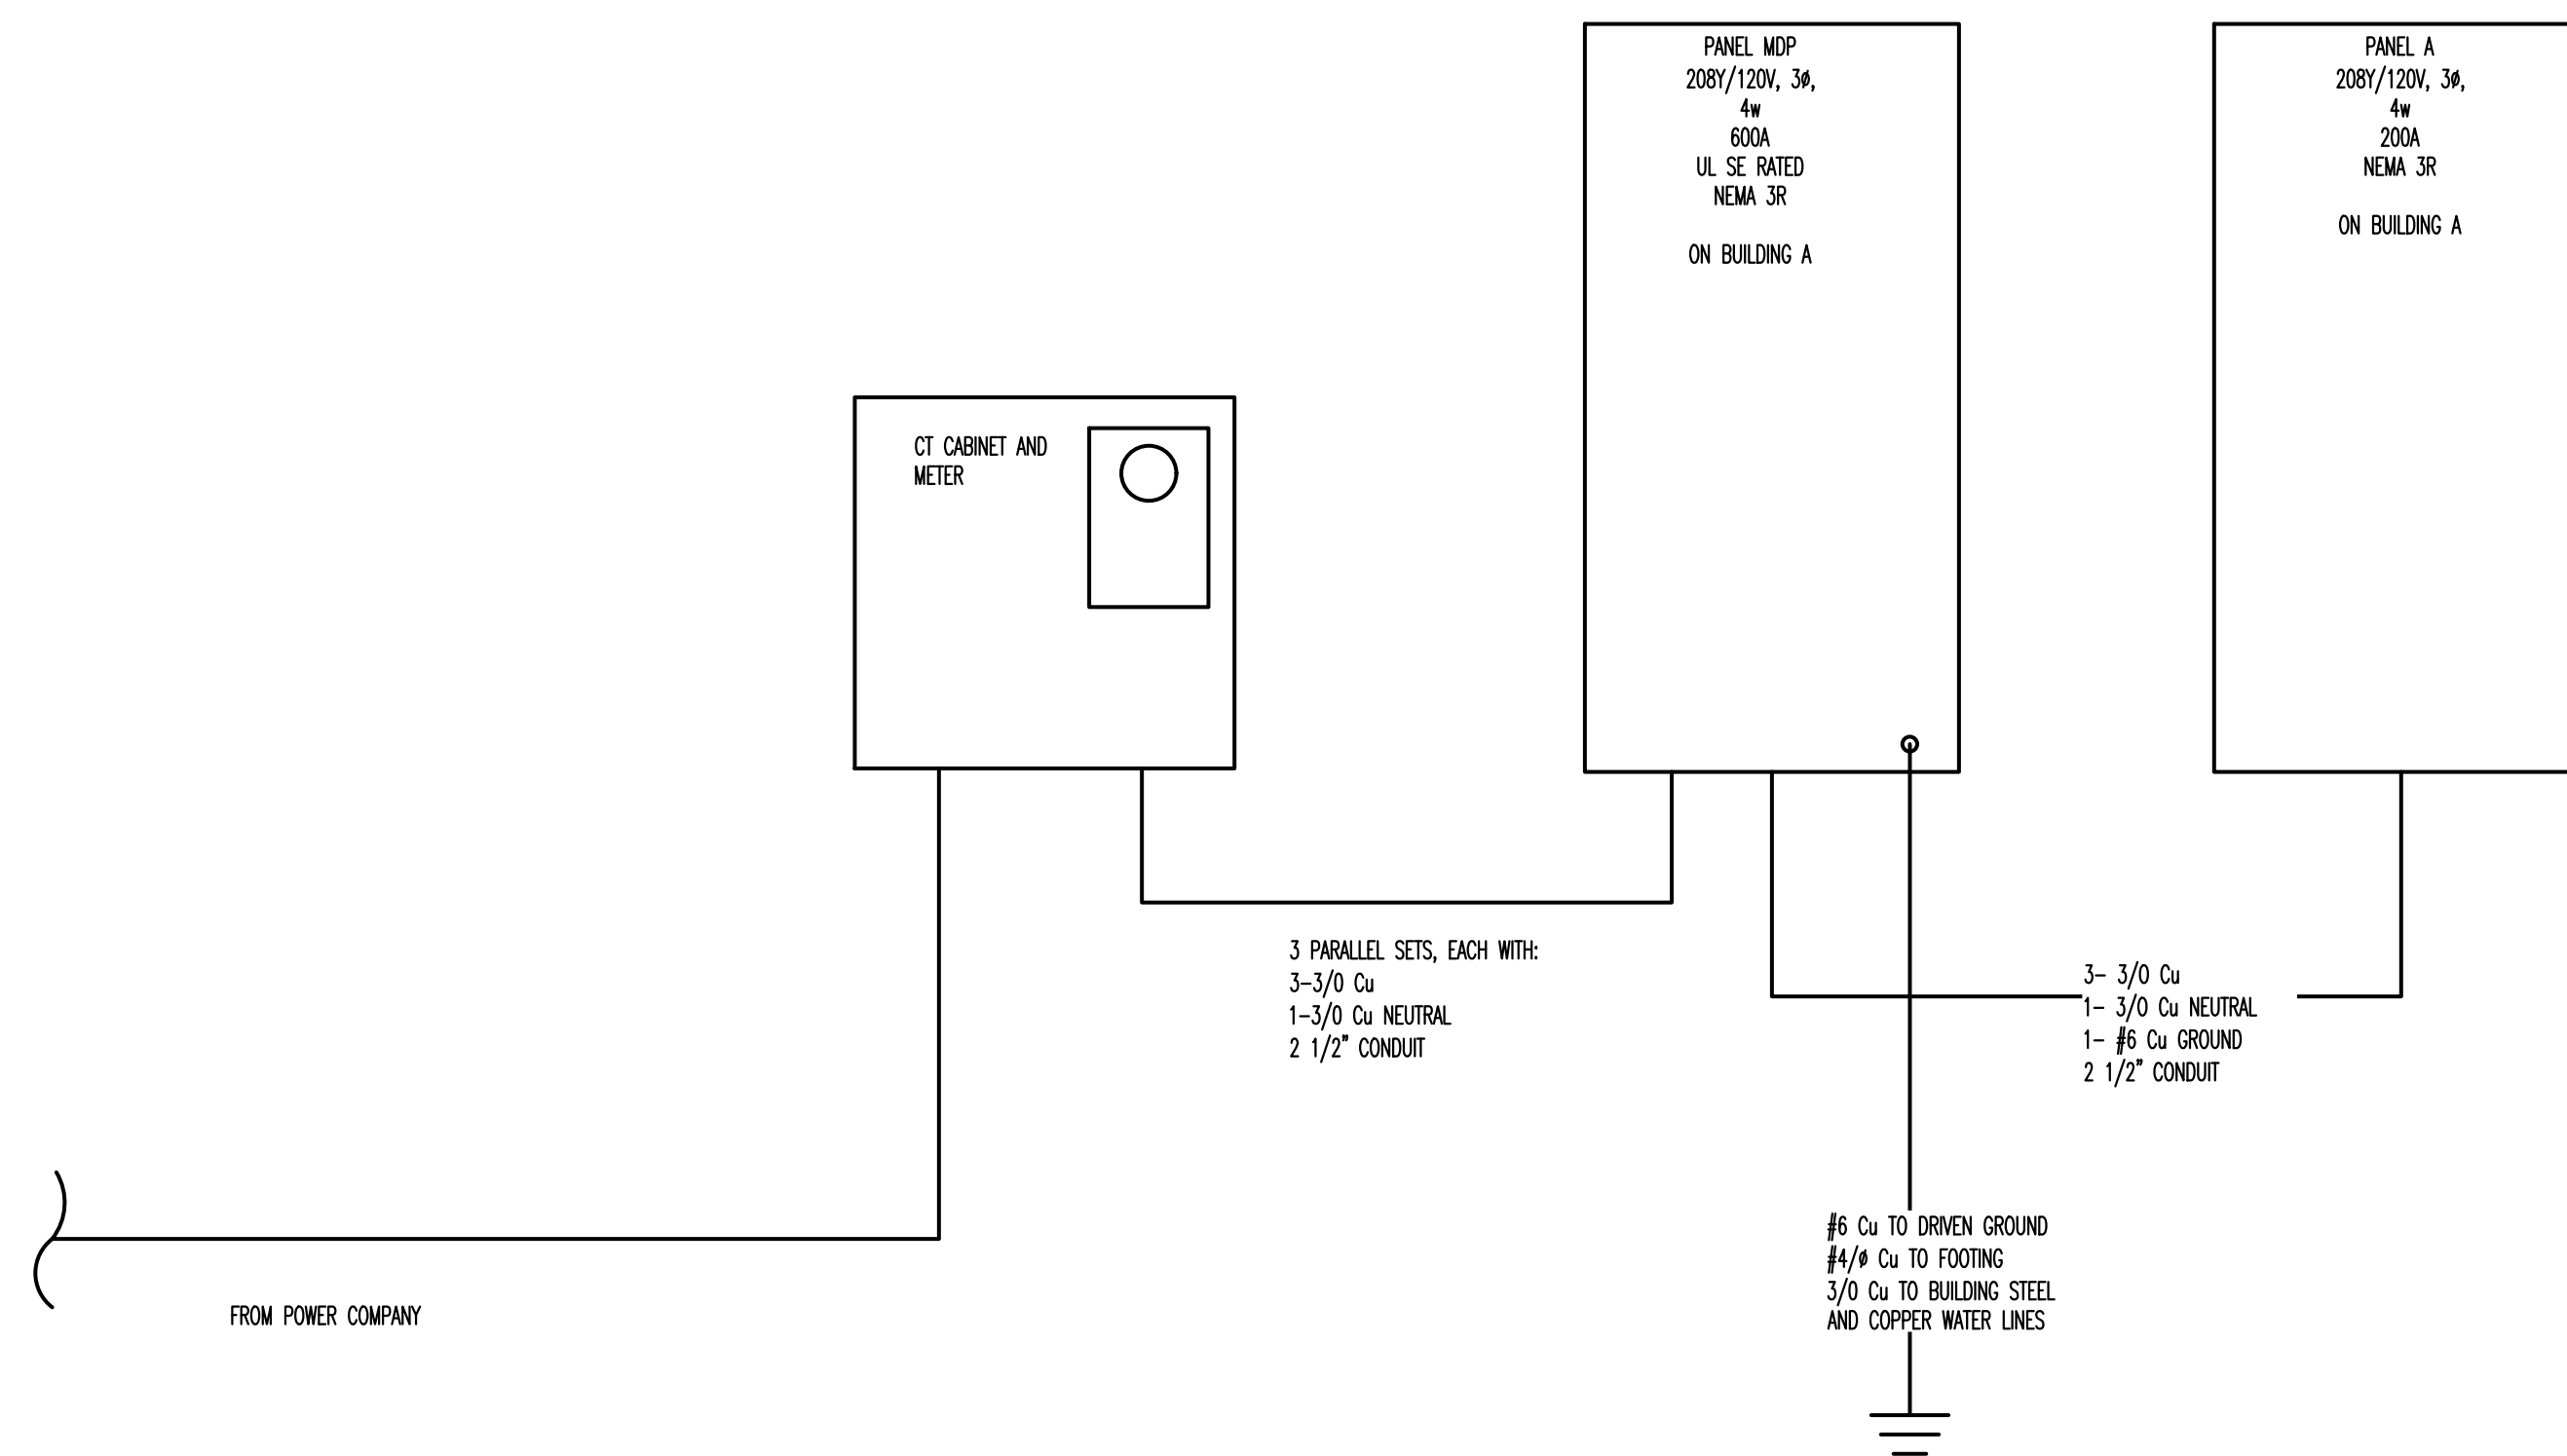 PANEL MDP
208Y/120V, 3ø,
4w
600A
UL SE RATED
NEMA 3R
ON BUILDING A
PANEL A
208Y/120V, 3ø,
4w
200A
NEMA 3R
ON BUILDING A
CT CABINET AND
METER
3 PARALLEL SETS, EACH WITH:
3-3/0 Cu
1-3/0 Cu NEUTRAL
2 1/2" CONDUIT
3- 3/0 Cu
1- 3/0 Cu NEUTRAL
1- #6 Cu GROUND
2 1/2" CONDUIT
#6 Cu TO DRIVEN GROUND
#4/ø Cu TO FOOTING
3/0 Cu TO BUILDING STEEL
AND COPPER WATER LINES
FROM POWER COMPANY